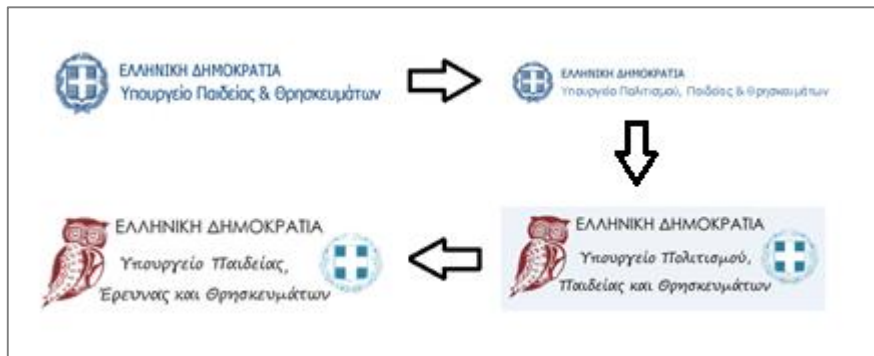 ΕΛΛΗΝΙΚΗ ΔΗΜΟΚΡΑΤΙΑ
Υπουργείο Παιδείας & Θρησκευμάτων
ΕΛΛΗΝΙΚΗ ΔΗΜΟΚΡΑΤΙΑ
Υπουργείο Πολιτισμού, Παιδείας & Θρησκευμάτων
ΕΛΛΗΝΙΚΗ ΔΗΜΟΚΡΑΤΙΑ
Υπουργείο Πολιτισμού,
Παιδείας και Θρησκευμάτων
ΕΛΛΗΝΙΚΗ ΔΗΜΟΚΡΑΤΙΑ
Υπουργείο Παιδείας,
Έρευνας και Θρησκευμάτων